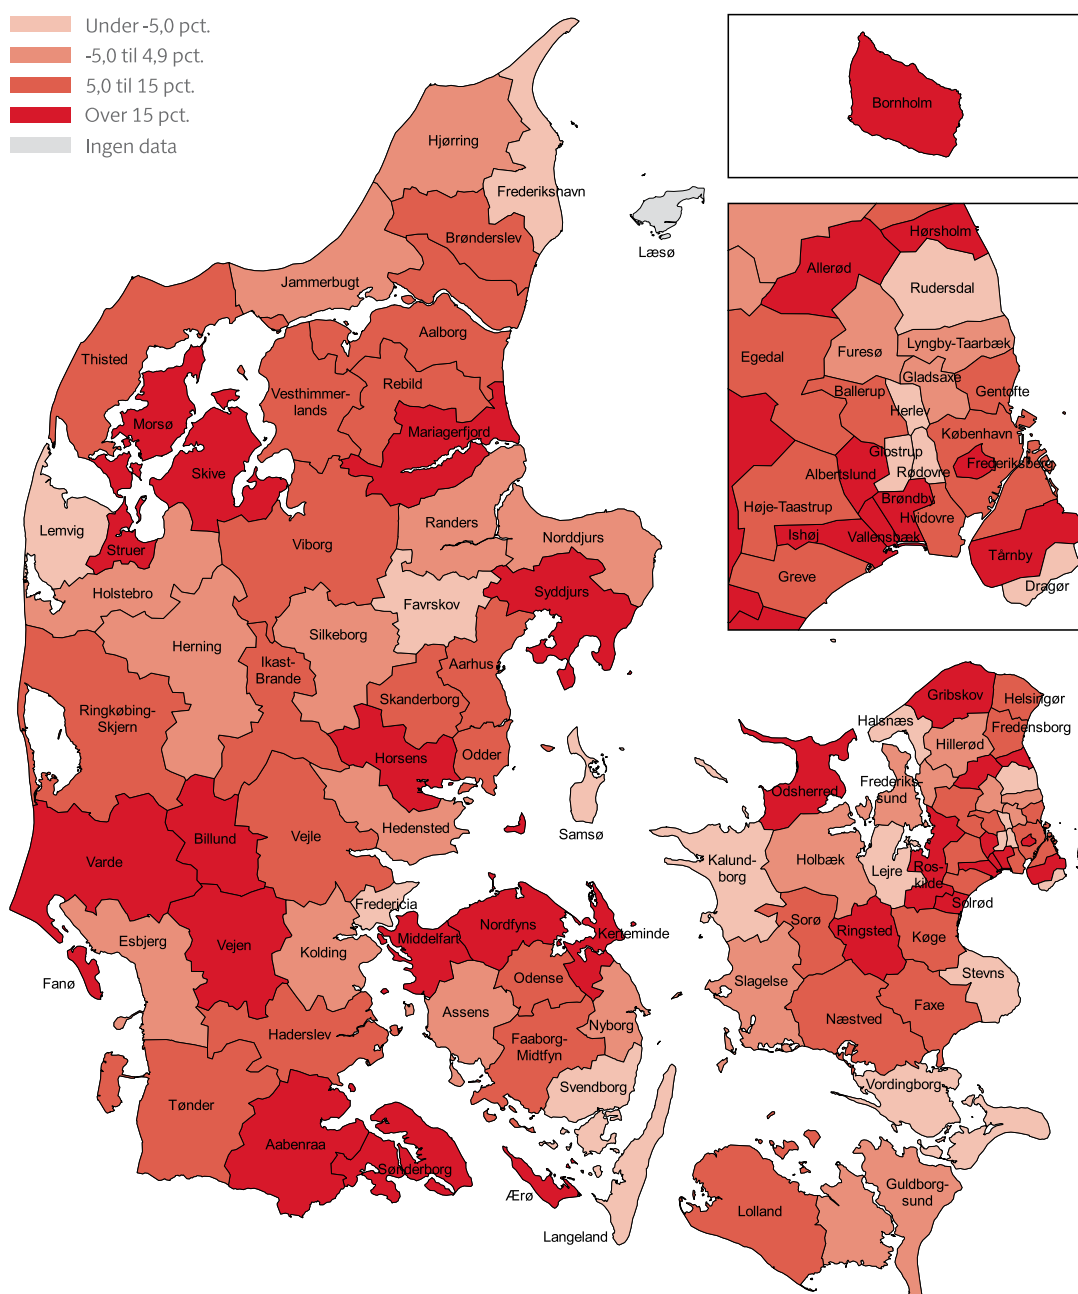 Under -5,0 pct.
-5,0 til 4,9 pct.
5,0 til 15 pct.
Over 15 pct.
Ingen data
Bornholm
Hjørring
Frederikshavn
Brønderslev
Læsø
Jammerbugt
Aalborg
Thisted
Rebild
Vesthimmer-
lands
Morsø
Mariagerfjord
Skive
Lemvig
Struer
Viborg
Randers
Norddjurs
Holstebro
Favrskov
Syddjurs
Silkeborg
Herning
Ikast-
Brande
Aarhus
Skanderborg
Ringkøbing-
Skjern
Horsens
Odder
Billund
Vejle
Hedensted
Samsø
Varde
Fredericia
Esbjerg
Vejen
Kolding
Middelfart
Nordfyns
Kerteminde
Fanø
Odense
Assens
Nyborg
Haderslev
Faaborg-
Midtfyn
Svendborg
Tønder
Aabenraa
Sønderborg
Ærø
Langeland
Hørsholm
Allerød
Rudersdal
Egedal
Furesø
Lyngby-Taarbæk
Gladsaxe
Ballerup
Gentofte
Herlev
København
Glostrup
Rødovre
Frederiksberg
Albertslund
Brøndby
Høje-Taastrup
Hvidovre
Ishøj
Vallensbæk
Tårnby
Greve
Dragør
Gribskov
Helsingør
Halsnæs
Fredensborg
Hillerød
Odsherred
Frederiks-
sund
Kalund-
borg
Holbæk
Lejre
Ros-
kilde
Solrød
Sorø
Ringsted
Køge
Stevns
Slagelse
Næstved
Faxe
Vordingborg
Guldborg-
sund
Lolland